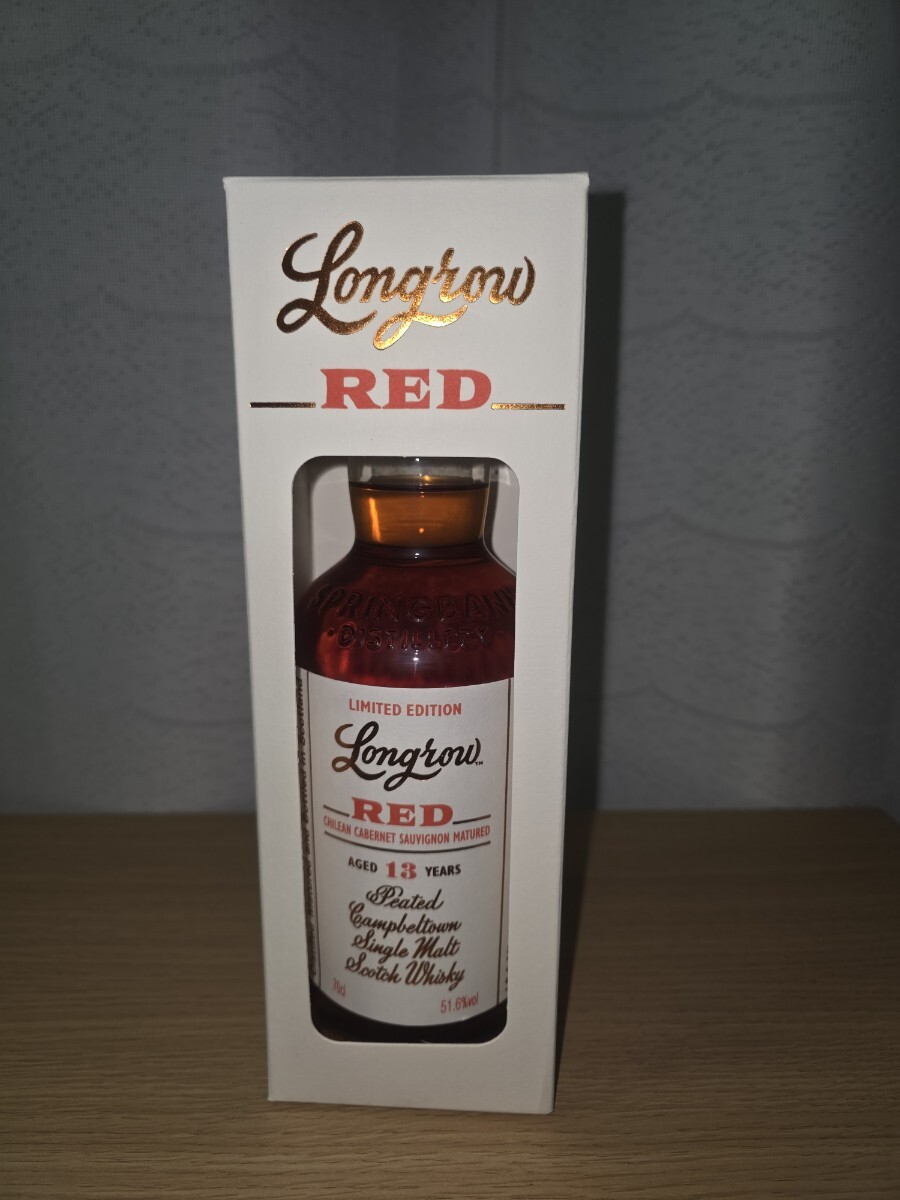 Longrow
RED
SPRINGBANK
·DISTILLERY·
LIMITED EDITION
Longrow™
RED
CHILEAN CABERNET SAUVIGNON MATURED
AGED 13 YEARS
Peated
Campbeltown
Single Malt
Scotch Whisky
70cl
51.6%vol